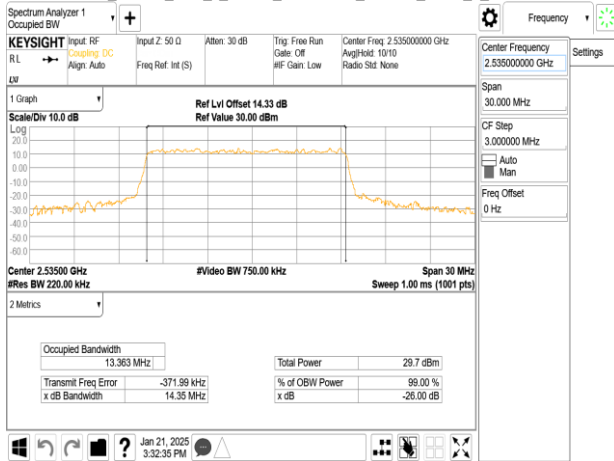 Spectrum Analyzer 1
Occupied BW
KEYSIGHT
RL
Input: RF
Coupling: DC
Align: Auto
Input Z: 50 Ω
Freq Ref: Int (S)
Atten: 30 dB
Trig: Free Run
Gate: Off
#IF Gain: Low
Center Freq: 2.535000000 GHz
Avg|Hold: 10/10
Radio Std: None
LXI
1 Graph
Scale/Div 10.0 dB
Ref Lvl Offset 14.33 dB
Ref Value 30.00 dBm
Log
20.0
10.0
0.00
-10.0
-20.0
-30.0
-40.0
-50.0
-60.0
Center 2.53500 GHz
#Res BW 220.00 kHz
#Video BW 750.00 kHz
Span 30 MHz
Sweep 1.00 ms (1001 pts)
2 Metrics
Occupied Bandwidth
13.363 MHz
Transmit Freq Error -371.99 kHz
x dB Bandwidth 14.35 MHz
Total Power 29.7 dBm
% of OBW Power 99.00 %
x dB -26.00 dB
Jan 21, 2025
3:32:35 PM
Frequency
Settings
Center Frequency
2.535000000 GHz
Span
30.000 MHz
CF Step
3.000000 MHz
Auto
Man
Freq Offset
0 Hz